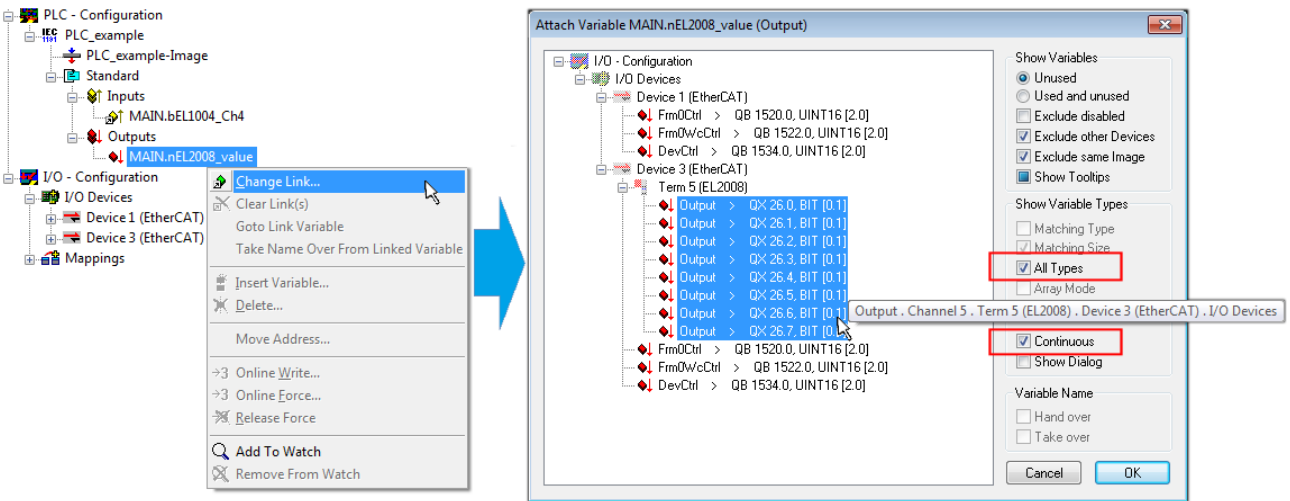 PLC - Configuration
PLC_example
PLC_example-Image
Standard
Inputs
MAIN.bEL1004_Ch4
Outputs
MAIN.nEL2008_value
I/O - Configuration
I/O Devices
Device 1 (EtherCAT)
Device 3 (EtherCAT)
Mappings
Change Link...
Clear Link(s)
Goto Link Variable
Take Name Over From Linked Variable
Insert Variable...
Delete...
Move Address...
Online Write...
Online Force...
Release Force
Add To Watch
Remove From Watch
Attach Variable MAIN.nEL2008_value (Output)
I/O - Configuration
I/O Devices
Device 1 (EtherCAT)
Frm0Ctrl > QB 1520.0, UINT16 [2.0]
Frm0WcCtrl > QB 1522.0, UINT16 [2.0]
DevCtrl > QB 1534.0, UINT16 [2.0]
Device 3 (EtherCAT)
Term 5 (EL2008)
Output > QX 26.0, BIT [0.1]
Output > QX 26.1, BIT [0.1]
Output > QX 26.2, BIT [0.1]
Output > QX 26.3, BIT [0.1]
Output > QX 26.4, BIT [0.1]
Output > QX 26.5, BIT [0.1]
Output > QX 26.6, BIT [0.1]
Output > QX 26.7, BIT [0.1]
Frm0Ctrl > QB 1520.0, UINT16 [2.0]
Frm0WcCtrl > QB 1522.0, UINT16 [2.0]
DevCtrl > QB 1534.0, UINT16 [2.0]
Show Variables
Unused
Used and unused
Exclude disabled
Exclude other Devices
Exclude same Image
Show Tooltips
Show Variable Types
Matching Type
Matching Size
All Types
Array Mode
Output . Channel 5 . Term 5 (EL2008) . Device 3 (EtherCAT) . I/O Devices
Continuous
Show Dialog
Variable Name
Hand over
Take over
Cancel
OK